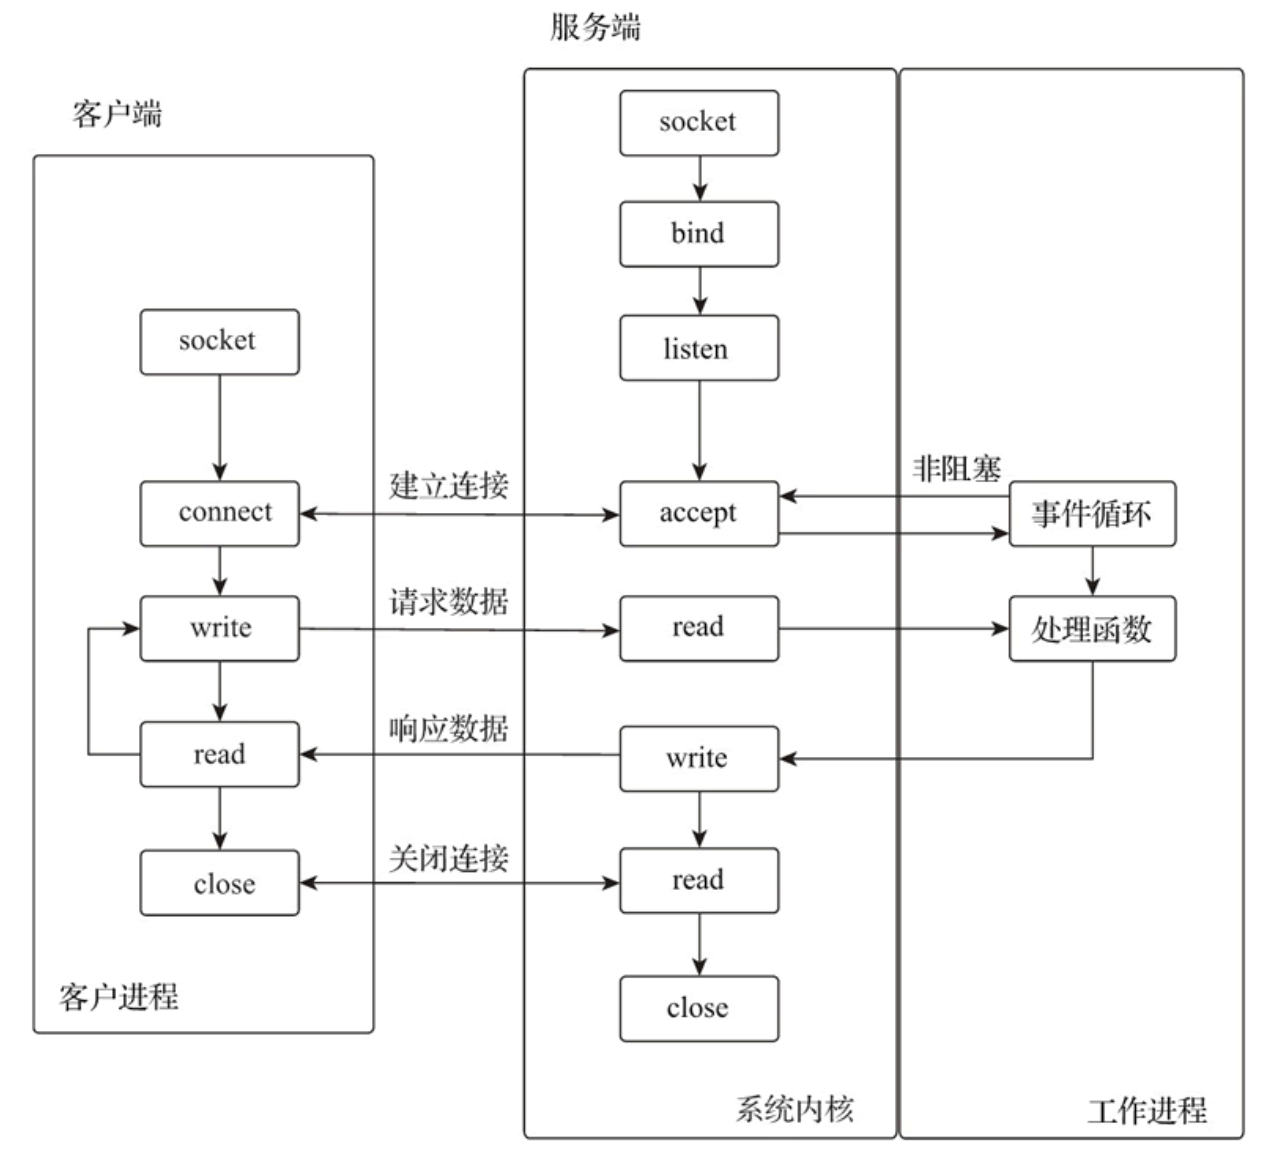 服务端
客户端
socket
bind
listen
socket
建立连接
非阻塞
connect
accept
事件循环
请求数据
write
read
处理函数
响应数据
read
write
关闭连接
close
read
客户进程
close
系统内核
工作进程